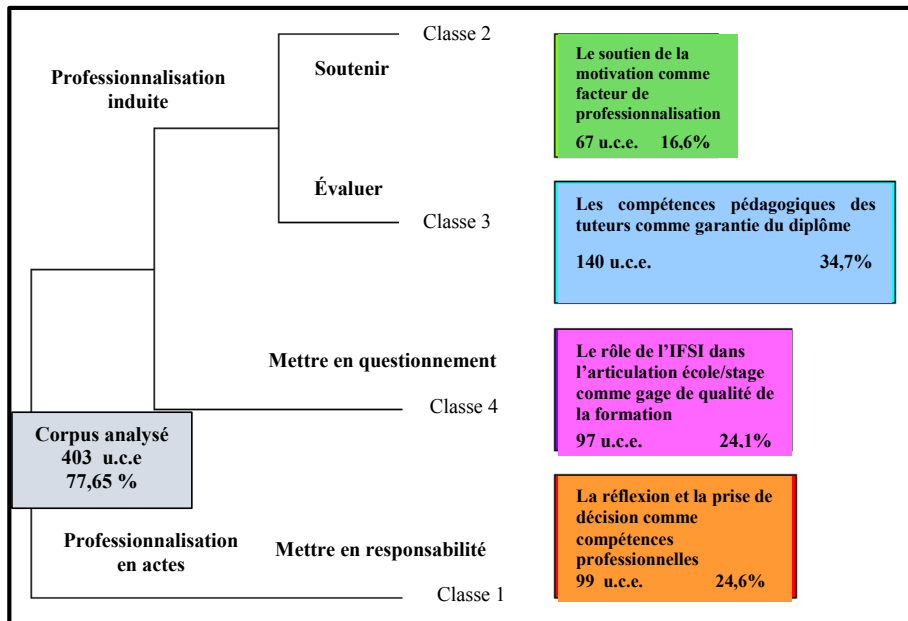 Classe 2
Soutenir
Professionnalisation
induite
Le soutien de la
motivation comme
facteur de
professionnalisation
67 u.c.e. 16,6%
Évaluer
Classe 3
Les compétences pédagogiques des
tuteurs comme garantie du diplôme
140 u.c.e. 34,7%
Mettre en questionnement
Classe 4
Le rôle de l’IFSI dans
l’articulation école/stage
comme gage de qualité de
la formation
97 u.c.e. 24,1%
Corpus analysé
403 u.c.e
77,65 %
Professionnalisation
en actes
Mettre en responsabilité
Classe 1
La réflexion et la prise de
décision comme
compétences
professionnelles
99 u.c.e. 24,6%